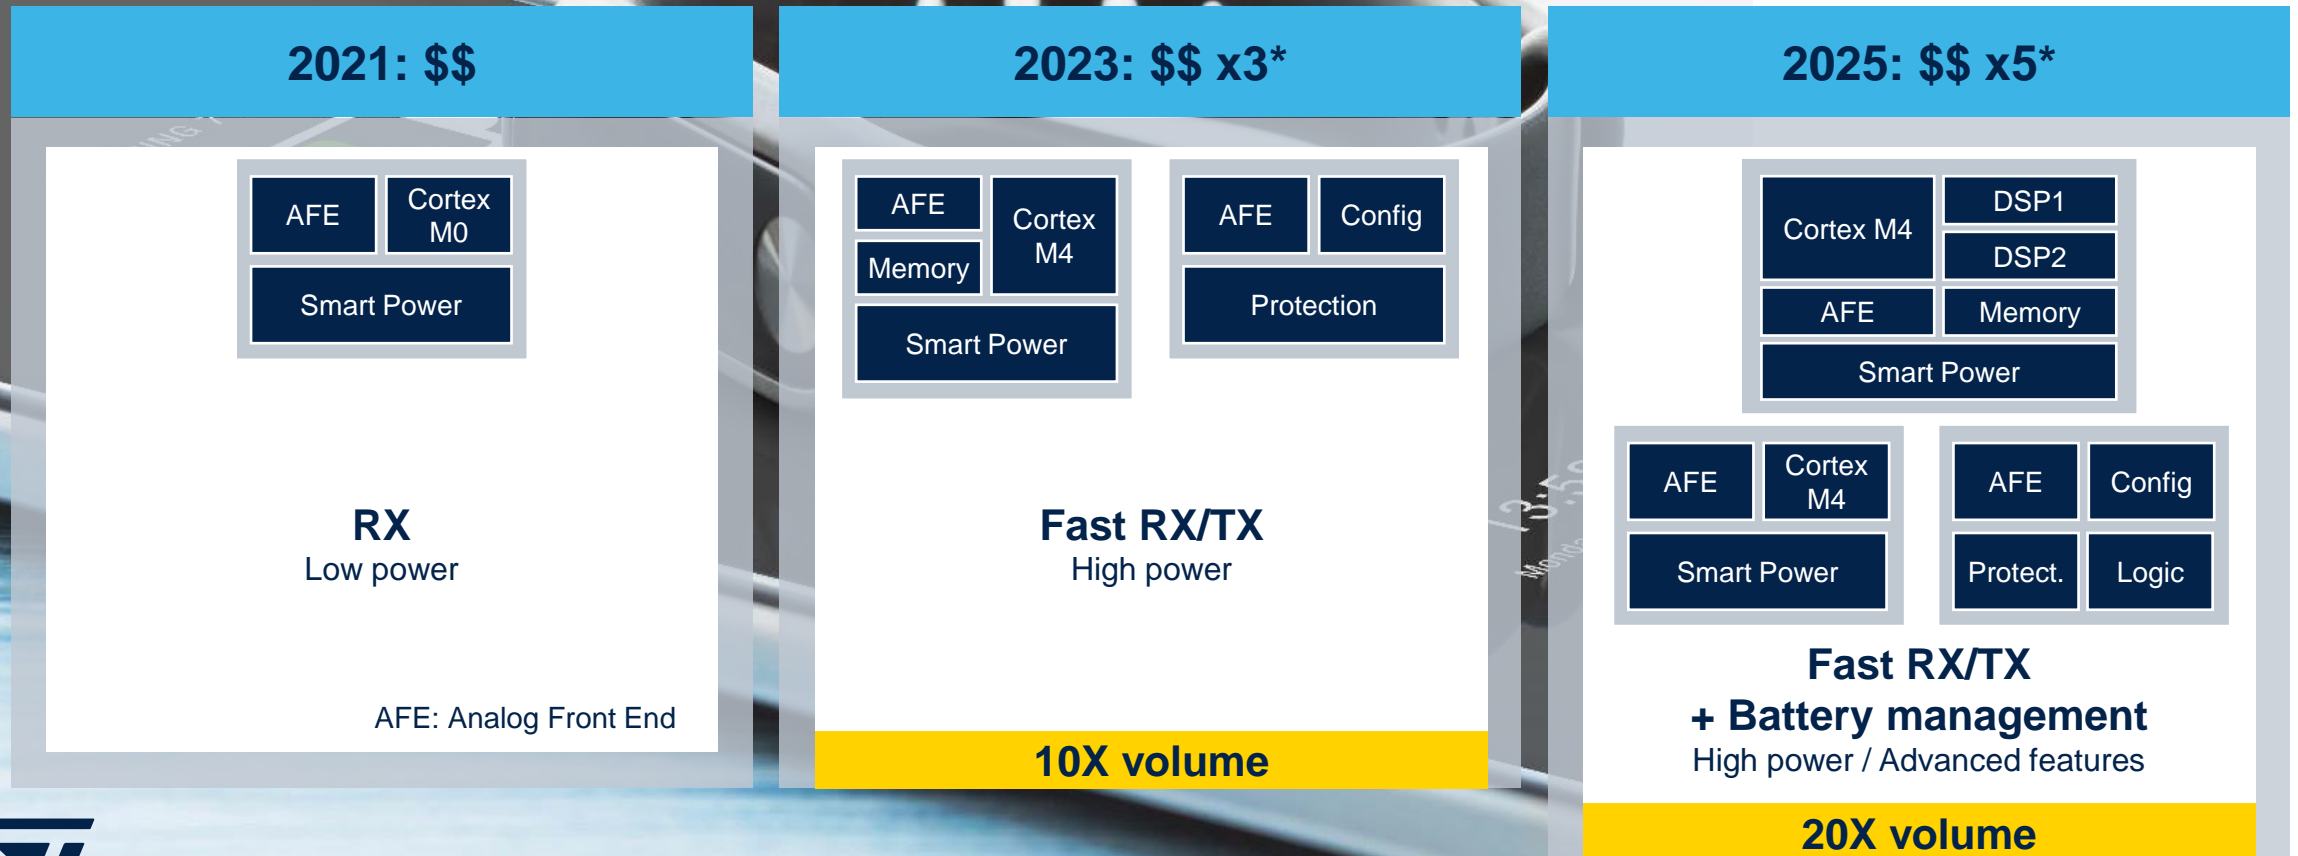 2021: $$
AFE
Cortex
M0
Smart Power
RX
Low power
AFE: Analog Front End
2023: $$ x3*
AFE
Memory
Cortex
M4
Smart Power
AFE
Config
Protection
Fast RX/TX
High power
10X volume
2025: $$ x5*
Cortex M4
DSP1
DSP2
AFE
Memory
Smart Power
AFE
Cortex
M4
Smart Power
AFE
Config
Protect.
Logic
Fast RX/TX
+ Battery management
High power / Advanced features
20X volume